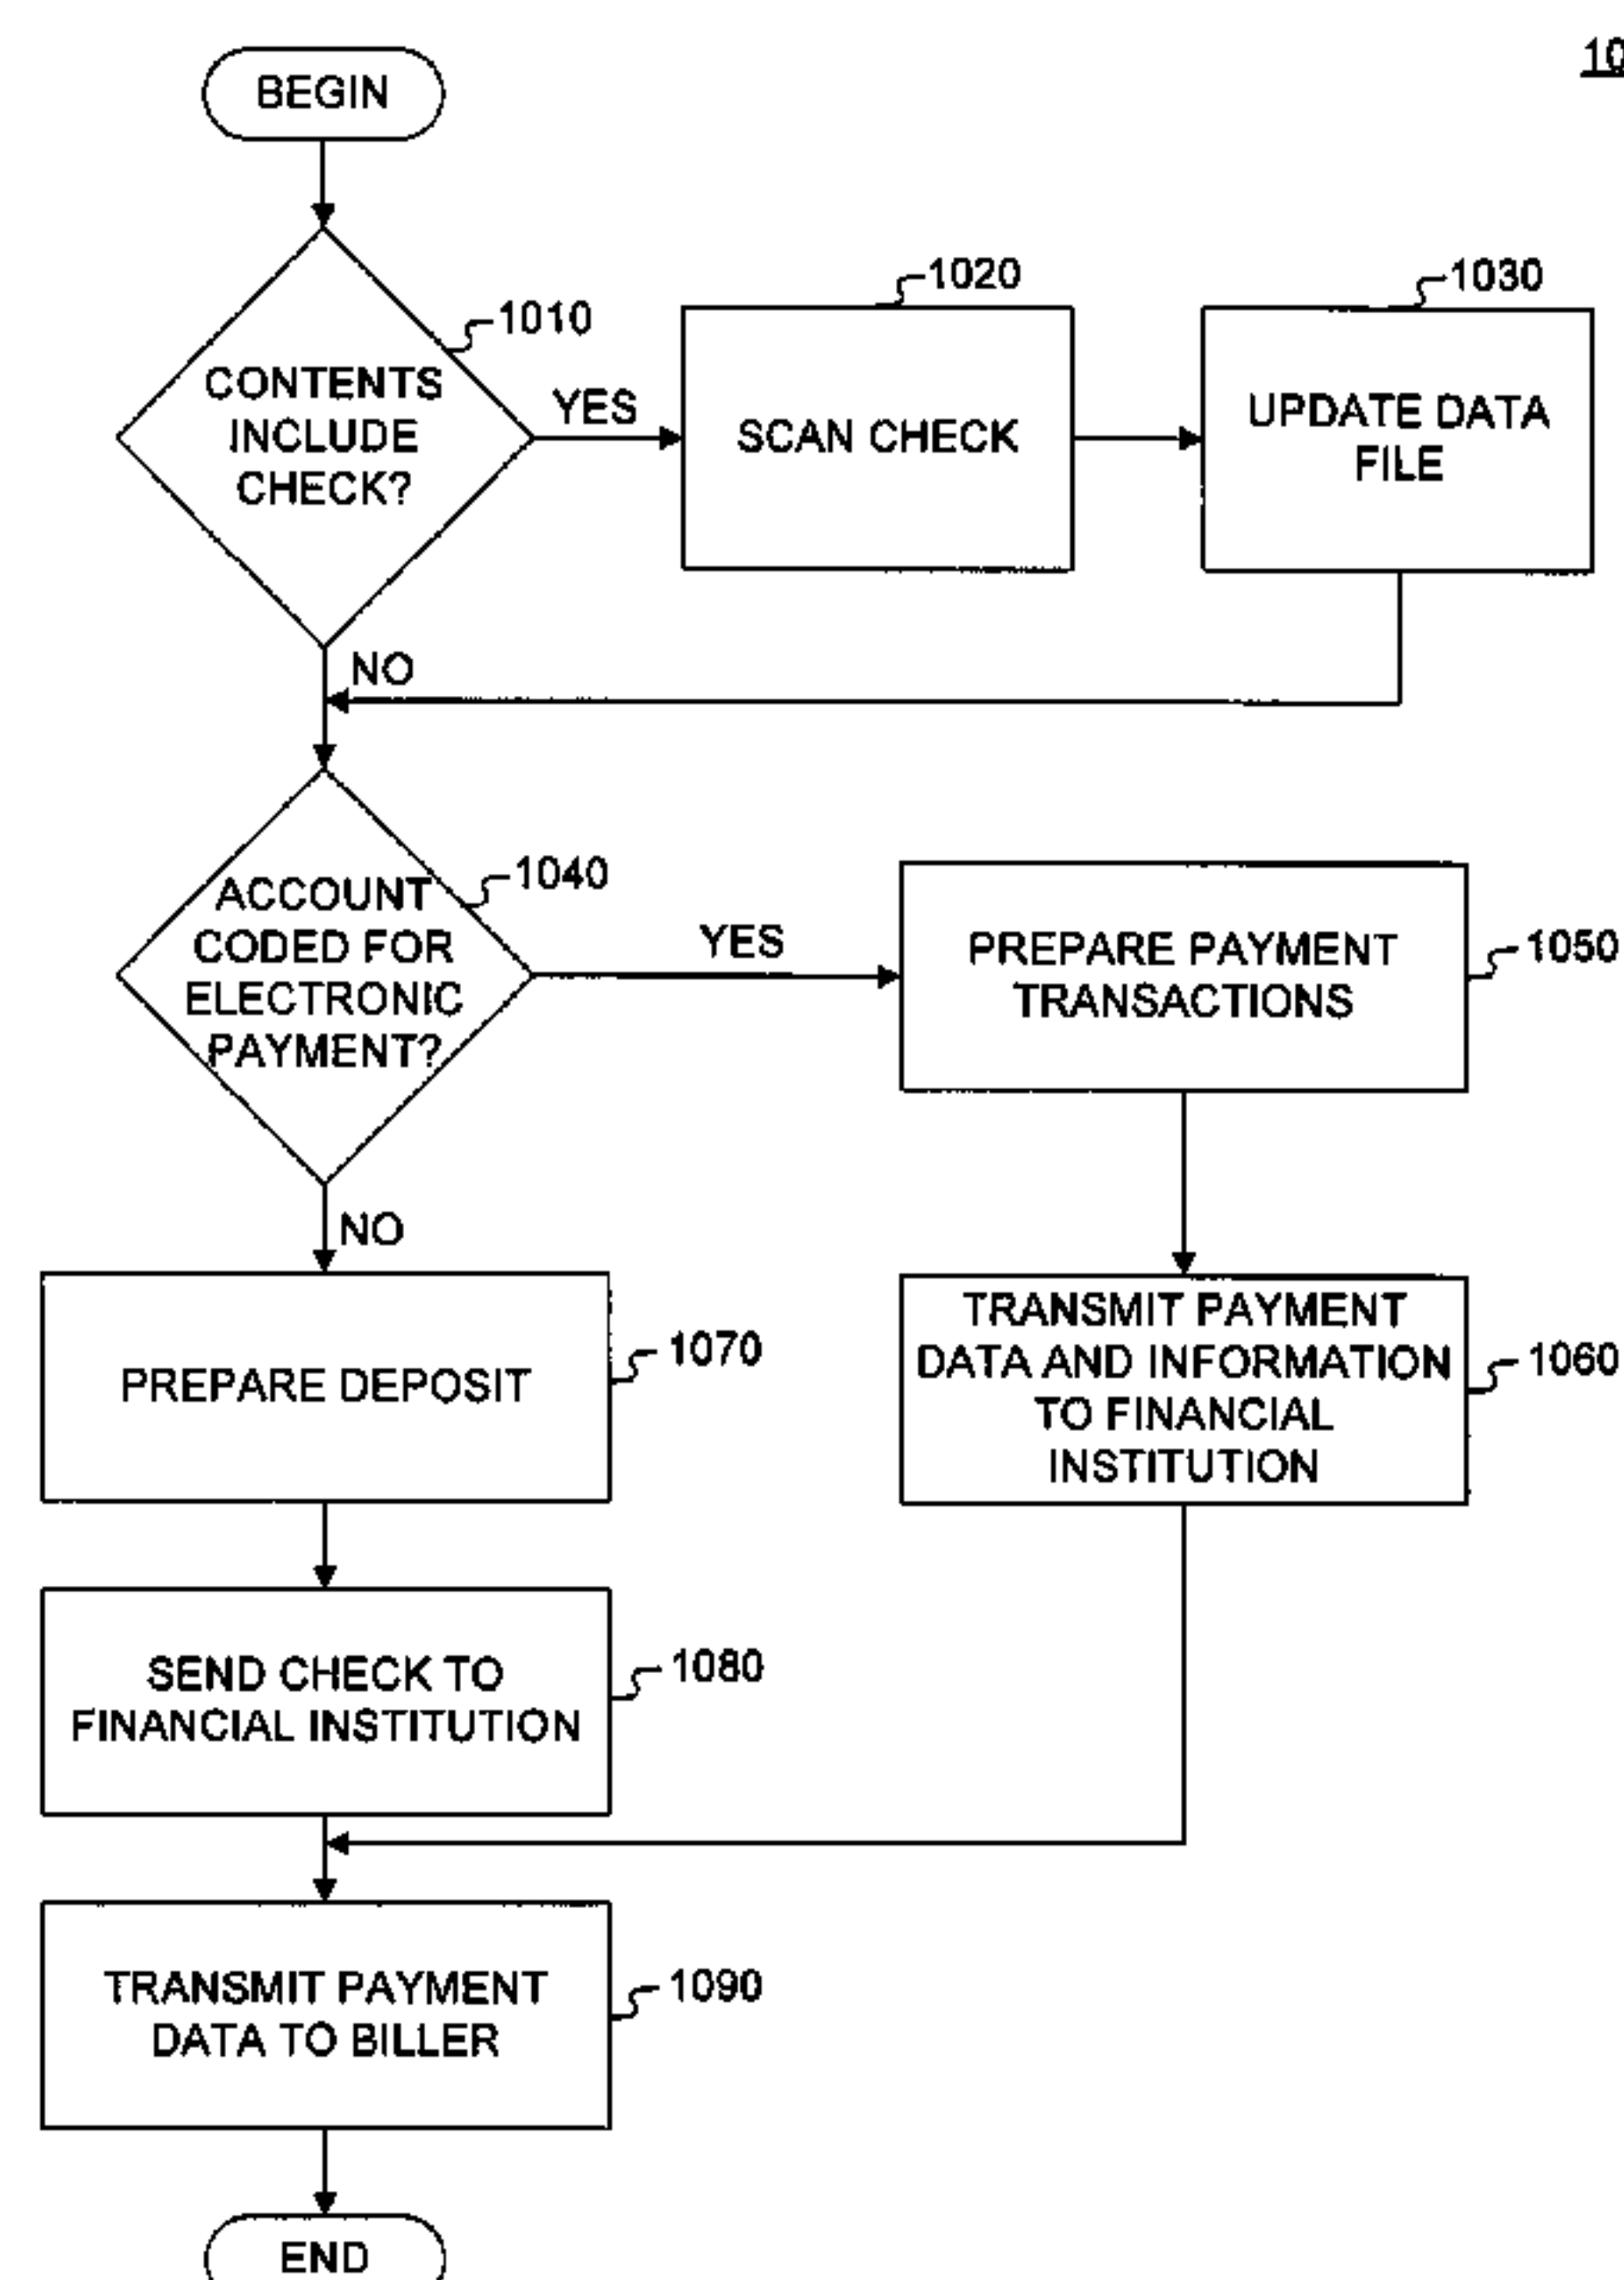 10
BEGIN
1010
1020
1030
CONTENTS
INCLUDE
CHECK?
YES
SCAN CHECK
UPDATE DATA
FILE
NO
1040
ACCOUNT
CODED FOR
ELECTRONIC
PAYMENT?
YES
PREPARE PAYMENT
TRANSACTIONS
1050
NO
PREPARE DEPOSIT
1070
TRANSMIT PAYMENT
DATA AND INFORMATION
TO FINANCIAL
INSTITUTION
1060
SEND CHECK TO
FINANCIAL INSTITUTION
1080
TRANSMIT PAYMENT
DATA TO BILLER
1090
END